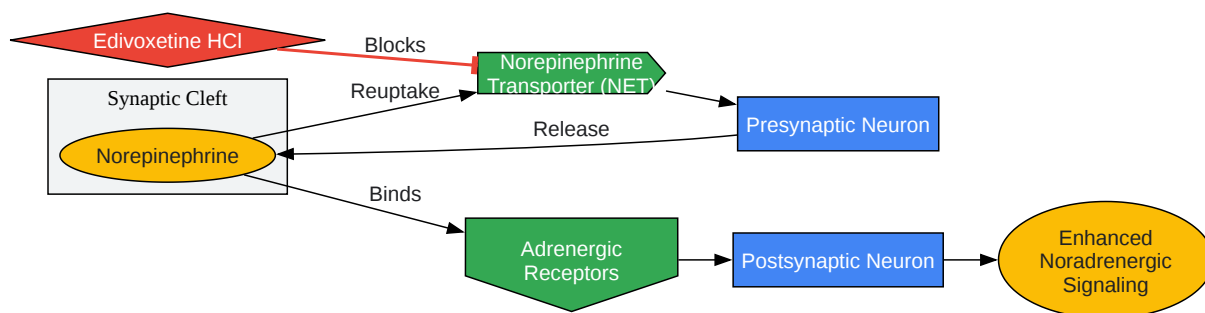 Edivoxetine HCl
Blocks
Norepinephrine
Transporter (NET)
Synaptic Cleft
Reuptake
Presynaptic Neuron
Release
Norepinephrine
Binds
Adrenergic
Receptors
Postsynaptic Neuron
Enhanced
Noradrenergic
Signaling